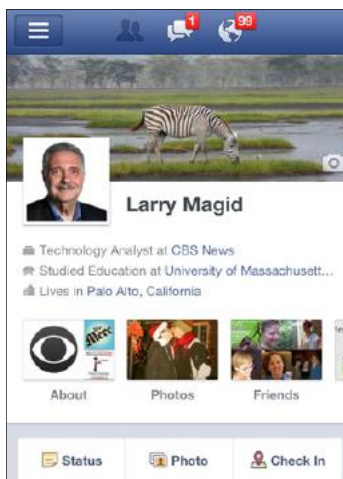 1
99
Larry Magid
Technology Analyst at CBS News
Studied Education at University of Massachusett...
Lives in Palo Alto, California
About Photos Friends
Status Photo Check In